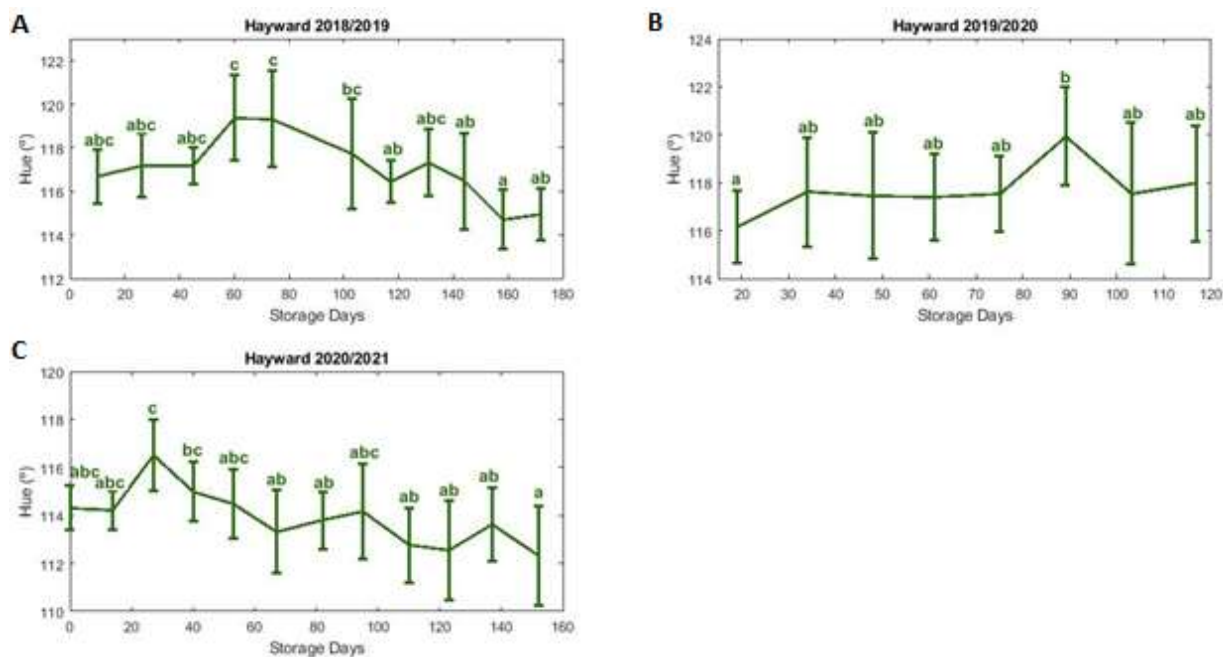 A
Hayward 2018/2019
Hue (º)
122
120
118
116
114
112
abc abc abc c c bc ab abc ab a ab
0 20 40 60 80 100 120 140 160 180
Storage Days
B
Hayward 2019/2020
Hue (º)
124
122
120
118
116
114
a ab ab ab ab b ab ab
20 30 40 50 60 70 80 90 100 110 120
Storage Days
C
Hayward 2020/2021
Hue (º)
120
118
116
114
112
110
abc abc c bc abc ab ab abc ab ab ab a
0 20 40 60 80 100 120 140 160
Storage Days